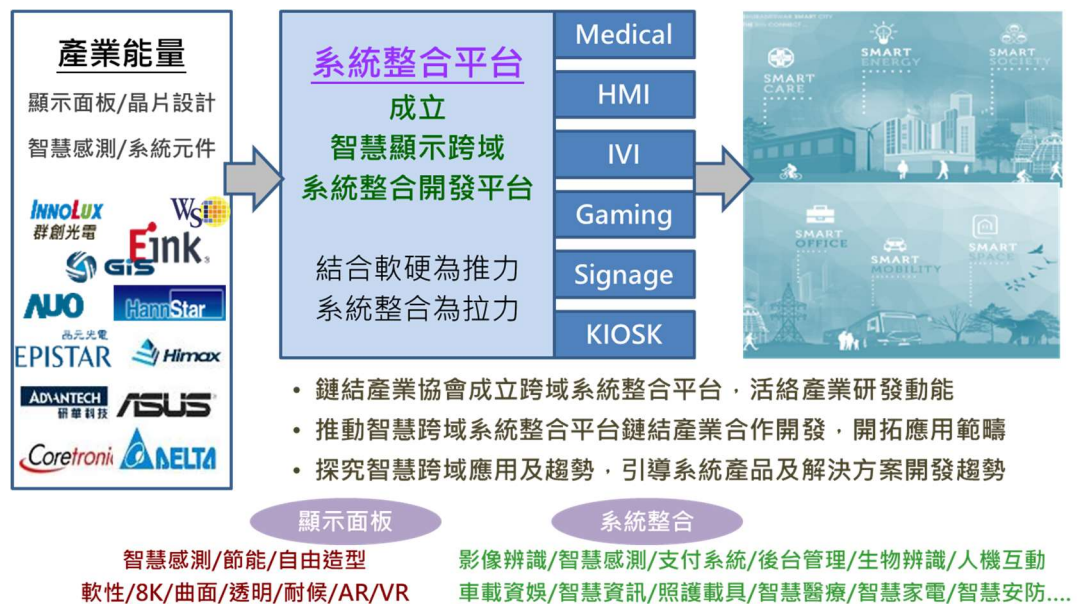 產業能量
顯示面板/晶片設計
智慧感測/系統元件
INNOLUX
群創光電
WSI
E ink
GIS
AUO
HannStar
晶元光電
EPISTAR
Himax
ADVANTECH
研華科技
ASUS
Coretronic
DELTA
系統整合平台
成立
智慧顯示跨域
系統整合開發平台
結合軟硬為推力
系統整合為拉力
Medical
HMI
IVI
Gaming
Signage
KIOSK
SMART
CARE
SMART
ENERGY
SMART
SOCIETY
SMART
OFFICE
SMART
MOBILITY
SMART
SPACE
• 鏈結產業協會成立跨域系統整合平台，活絡產業研發動能
• 推動智慧跨域系統整合平台鏈結產業合作開發，開拓應用範疇
• 探究智慧跨域應用及趨勢，引導系統產品及解決方案開發趨勢
顯示面板
智慧感測/節能/自由造型
軟性/8K/曲面/透明/耐候/AR/VR
系統整合
影像辨識/智慧感測/支付系統/後台管理/生物辨識/人機互動
車載資娛/智慧資訊/照護載具/智慧醫療/智慧家電/智慧安防....